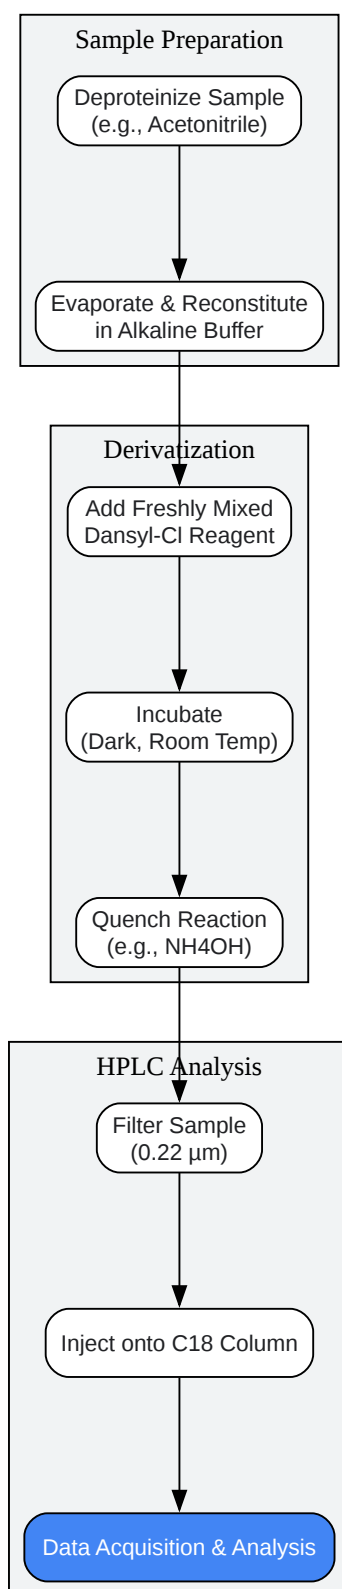 Sample Preparation
Deproteinize Sample
(e.g., Acetonitrile)
Evaporate & Reconstitute
in Alkaline Buffer
Derivatization
Add Freshly Mixed
Dansyl-Cl Reagent
Incubate
(Dark, Room Temp)
Quench Reaction
(e.g., NH4OH)
HPLC Analysis
Filter Sample
(0.22 µm)
Inject onto C18 Column
Data Acquisition & Analysis